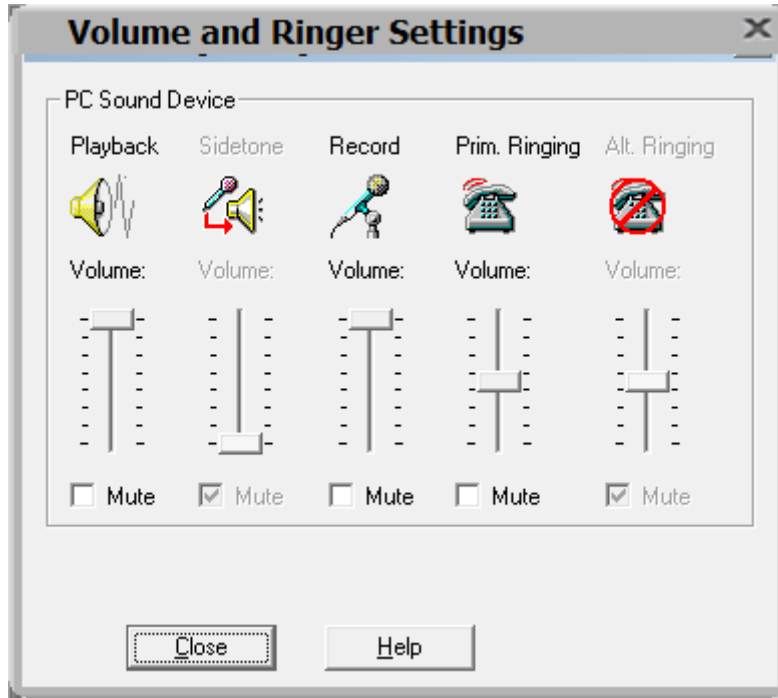 Volume and Ringer Settings
PC Sound Device
Playback Sidetone Record Prim. Ringing Alt. Ringing
Volume: Volume: Volume: Volume: Volume:
Mute Mute Mute Mute Mute
Close Help